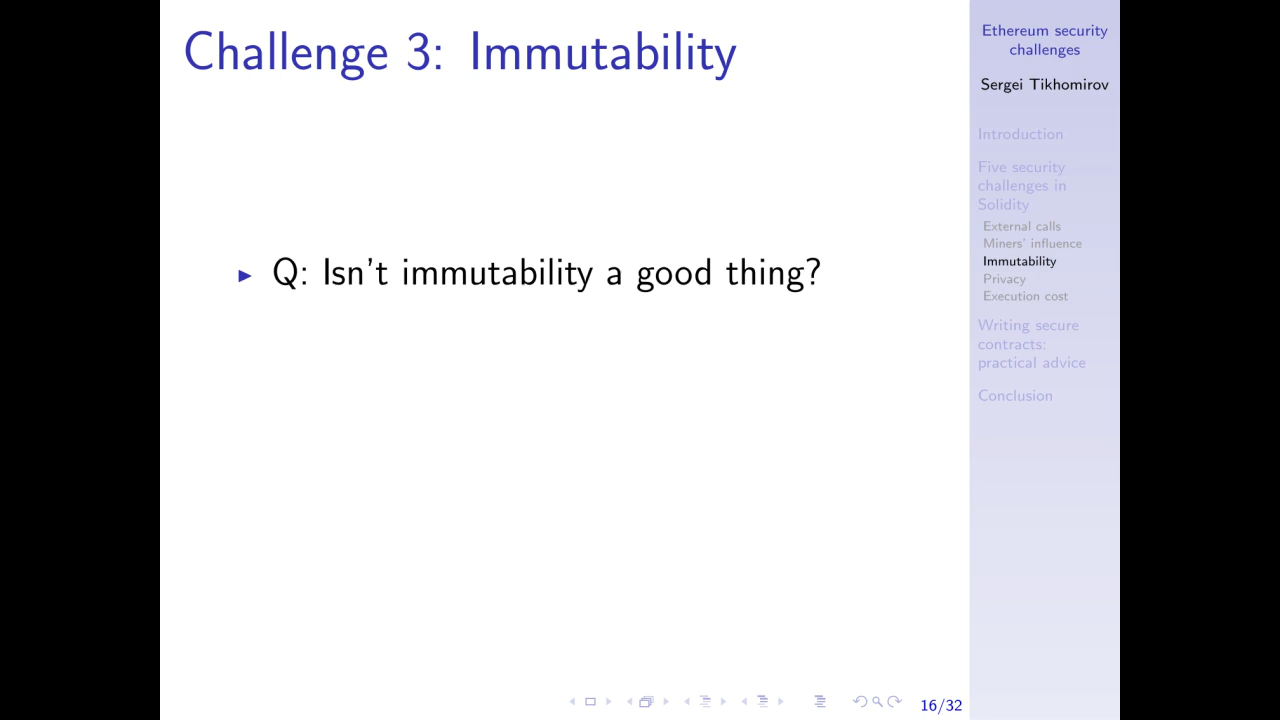 Challenge 3: Immutability
► Q: Isn't immutability a good thing?
Ethereum security
challenges
Sergei Tikhomirov
Introduction
Five security
challenges in
Solidity
External calls
Miners' influence
Immutability
Privacy
Execution cost
Writing secure
contracts:
practical advice
Conclusion
16/32